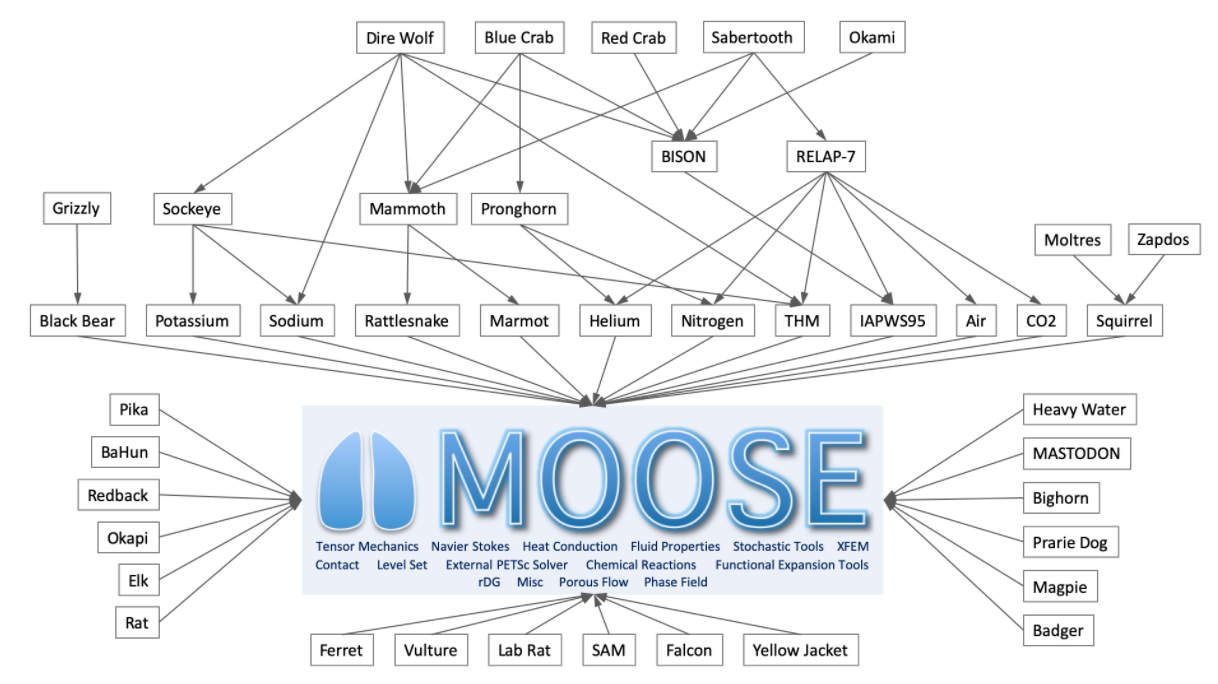 Dire Wolf
Blue Crab
Red Crab
Sabertooth
Okami
BISON
RELAP-7
Grizzly
Sockeye
Mammoth
Pronghorn
Moltres
Zapdos
Black Bear
Potassium
Sodium
Rattlesnake
Marmot
Helium
Nitrogen
THM
IAPWS95
Air
CO2
Squirrel
Pika
BaHun
Redback
Okapi
Elk
Rat
MOOSE
Tensor Mechanics Navier Stokes Heat Conduction Fluid Properties Stochastic Tools XFEM
Contact Level Set External PETSc Solver Chemical Reactions Functional Expansion Tools
rDG Misc Porous Flow Phase Field
Heavy Water
MASTODON
Bighorn
Prarie Dog
Magpie
Badger
Ferret
Vulture
Lab Rat
SAM
Falcon
Yellow Jacket